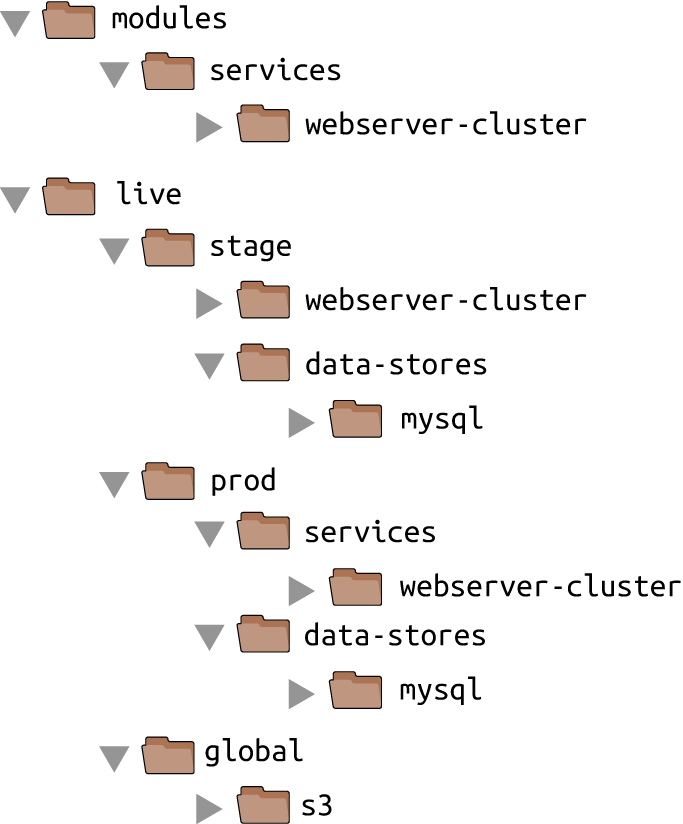 modules
services
webserver-cluster
live
stage
webserver-cluster
data-stores
mysql
prod
services
webserver-cluster
data-stores
mysql
global
s3